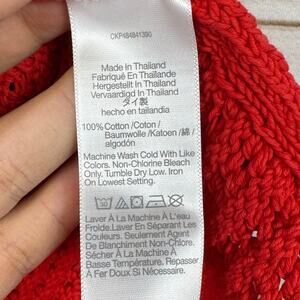 CKP484841390
Made In Thailand
Fabriqué En Thaïlande
Hergestellt In Thailand
Vervaardigd In Thailand
タイ製
hecho en tailandia
100% Cotton /Coton /
Baumwolle /Katoen /綿 /
algodón
Machine Wash Cold With Like
Colors. Non-Chlorine Bleach
Only. Tumble Dry Low. Iron
On Lowest Setting.
Laver À La Machine À L'eau
Froide.Laver En Séparant Les
Couleurs. Seulement Agent
De Blanchiment Non-Chlore.
Sécher À La Machine À
Basse Température. Repasser
À Fer Doux Si Nécessaire.